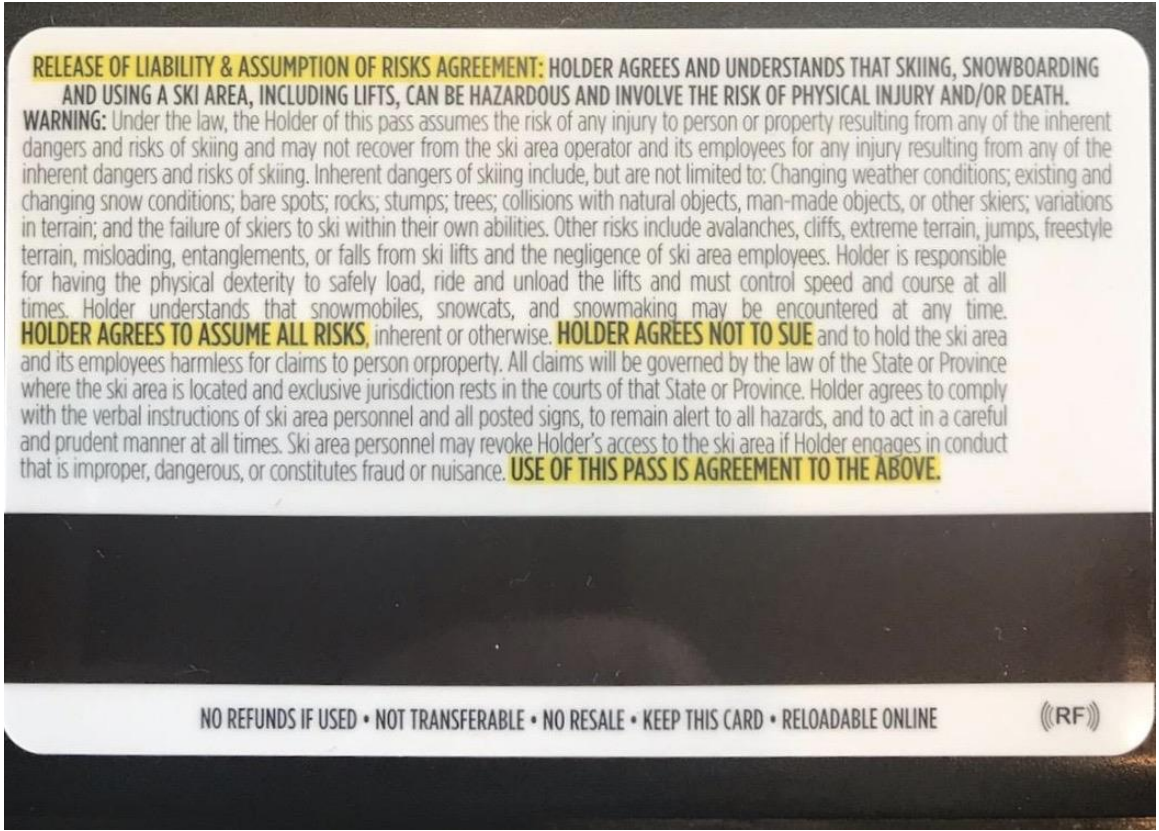 RELEASE OF LIABILITY & ASSUMPTION OF RISKS AGREEMENT: HOLDER AGREES AND UNDERSTANDS THAT SKIING, SNOWBOARDING
AND USING A SKI AREA, INCLUDING LIFTS, CAN BE HAZARDOUS AND INVOLVE THE RISK OF PHYSICAL INJURY AND/OR DEATH.
WARNING: Under the law, the Holder of this pass assumes the risk of any injury to person or property resulting from any of the inherent
dangers and risks of skiing and may not recover from the ski area operator and its employees for any injury resulting from any of the
inherent dangers and risks of skiing. Inherent dangers of skiing include, but are not limited to: Changing weather conditions; existing and
changing snow conditions; bare spots; rocks; stumps; trees; collisions with natural objects, man-made objects, or other skiers; variations
in terrain; and the failure of skiers to ski within their own abilities. Other risks include avalanches, cliffs, extreme terrain, jumps, freestyle
terrain, misloading, entanglements, or falls from ski lifts and the negligence of ski area employees. Holder is responsible
for having the physical dexterity to safely load, ride and unload the lifts and must control speed and course at all
times. Holder understands that snowmobiles, snowcats, and snowmaking may be encountered at any time.
HOLDER AGREES TO ASSUME ALL RISKS, inherent or otherwise. HOLDER AGREES NOT TO SUE and to hold the ski area
and its employees harmless for claims to person orproperty. All claims will be governed by the law of the State or Province
where the ski area is located and exclusive jurisdiction rests in the courts of that State or Province. Holder agrees to comply
with the verbal instructions of ski area personnel and all posted signs, to remain alert to all hazards, and to act in a careful
and prudent manner at all times. Ski area personnel may revoke Holder's access to the ski area if Holder engages in conduct
that is improper, dangerous, or constitutes fraud or nuisance. USE OF THIS PASS IS AGREEMENT TO THE ABOVE.
NO REFUNDS IF USED • NOT TRANSFERABLE • NO RESALE • KEEP THIS CARD • RELOADABLE ONLINE
((RF))